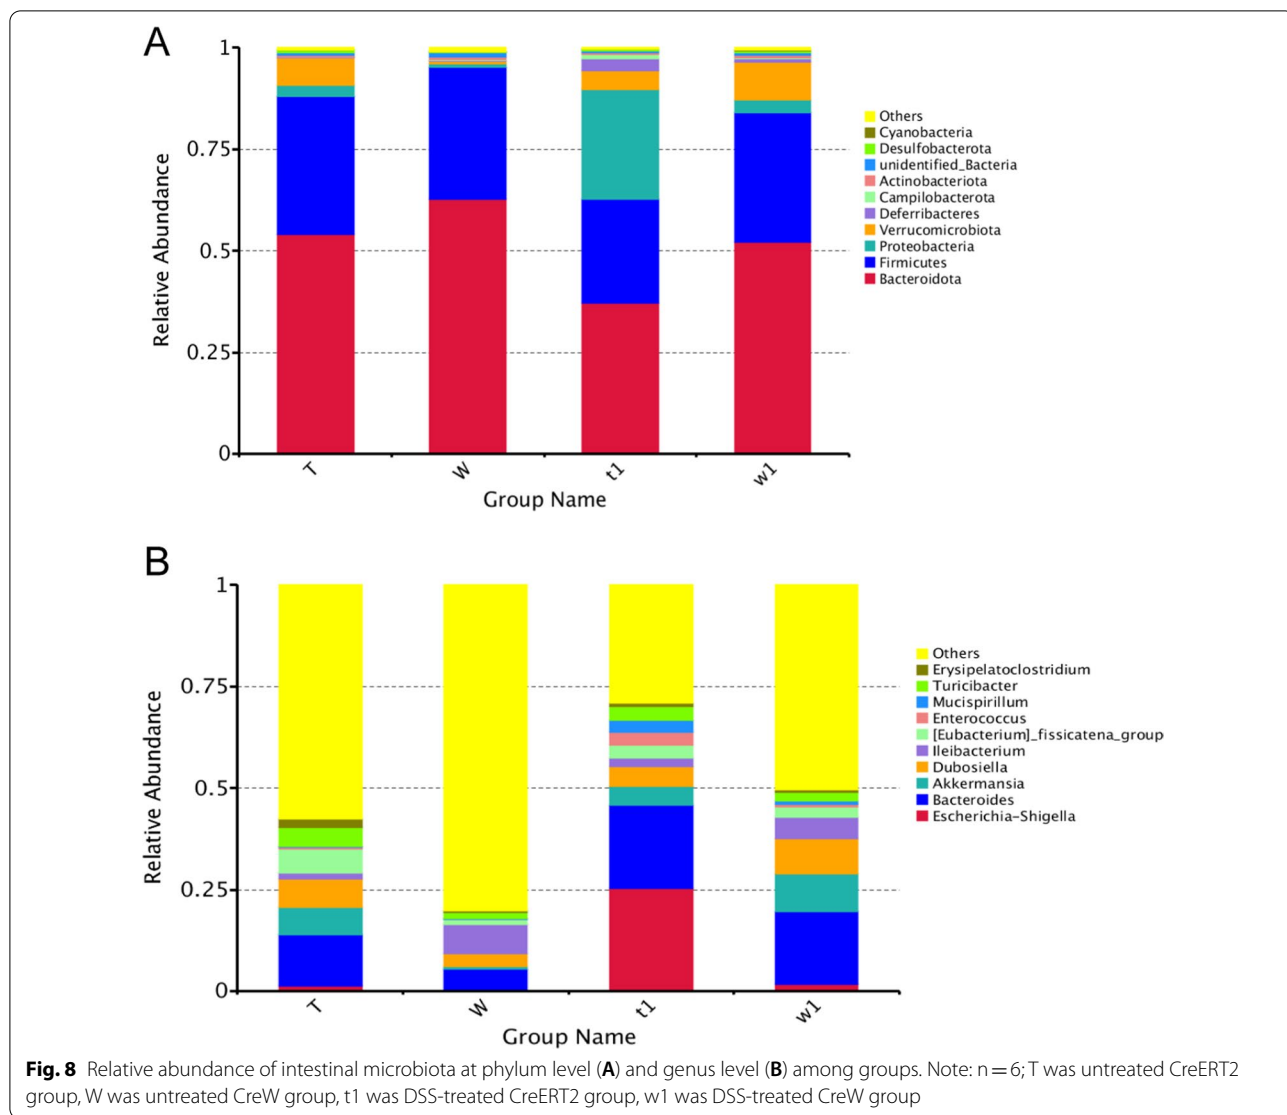 A
1
0.75
0.5
0.25
0
Relative Abundance
T
W
t1
w1
Group Name
Others
Cyanobacteria
Desulfobacterota
unidentified_Bacteria
Actinobacteriota
Campilobacterota
Deferribacteres
Verrucomicrobiota
Proteobacteria
Firmicutes
Bacteroidota
B
1
0.75
0.5
0.25
0
Relative Abundance
T
W
t1
w1
Group Name
Others
Erysipelatoclostridium
Turicibacter
Mucispirillum
Enterococcus
[Eubacterium]_fissicatena_group
Ileibacterium
Dubosiella
Akkermansia
Bacteroides
Escherichia-Shigella
Fig. 8 Relative abundance of intestinal microbiota at phylum level (A) and genus level (B) among groups. Note: n = 6; T was untreated CreERT2
group, W was untreated CreW group, t1 was DSS-treated CreERT2 group, w1 was DSS-treated CreW group